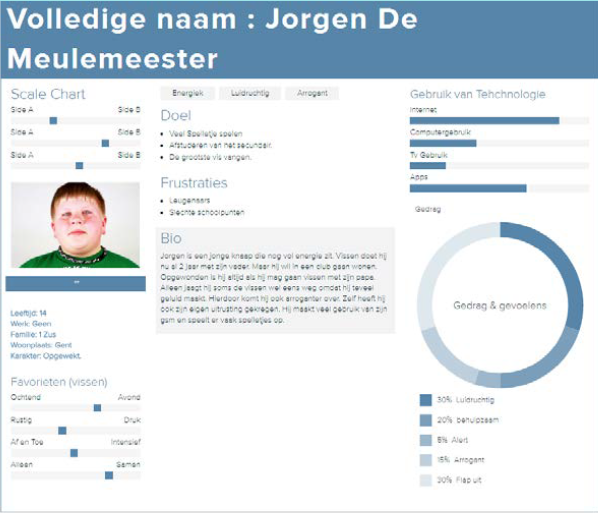 Volledige naam : Jorgen De
Meulemeester
Scale Chart
Side A Side B
Side A Side B
Side A Side B
Leeftijd: 14
Werk: Geen
Familie: 1 Zus
Woonplaats: Gent
Karakter: Opgewekt.
Favorieten (vissen)
Ochtend Avond
Rustig Druk
Af en Toe Intensief
Alleen Samen
Energiek Luidruchtig Arrogant
Doel
Veel Spelletje spelen
Afstuderen van het secundair.
De grootste vis vangen.
Frustraties
Leugenaars
Slechte schoolpunten
Bio
Jorgen is een jonge knaap die nog vol energie zit. Vissen doet hij
nu al 2 jaar met zijn vader. Maar hij wil in een club gaan wonen.
Opgewonden is hij altijd als hij mag gaan vissen met zijn papa.
Alleen jaagt hij soms de vissen wel eens weg omdat hij teveel
geluid maakt. Hierdoor komt hij ook arroganter over. Zelf heeft hij
ook zijn eigen uitrusting gekregen. Hij maakt veel gebruik van zijn
gsm en speelt er vaak spelletjes op.
Gebruik van Tehchnologie
Internet
Computergebruik
Tv Gebruik
Apps
Gedrag
Gedrag & gevoelens
30% Luidruchtig
20% behulpzaam
5% Alert
15% Arrogant
30% Flap uit